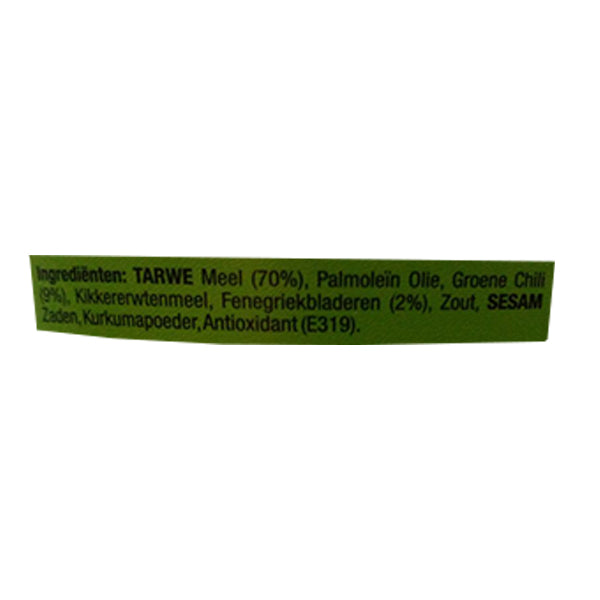 Ingrediënten: TARWE Meel (70%), Palmoleïn Olie, Groene Chili
(9%), Kikkererwtenmeel, Fenegriekbladeren (2%), Zout, SESAM
Zaden, Kurkumapoeder, Antioxidant (E319).